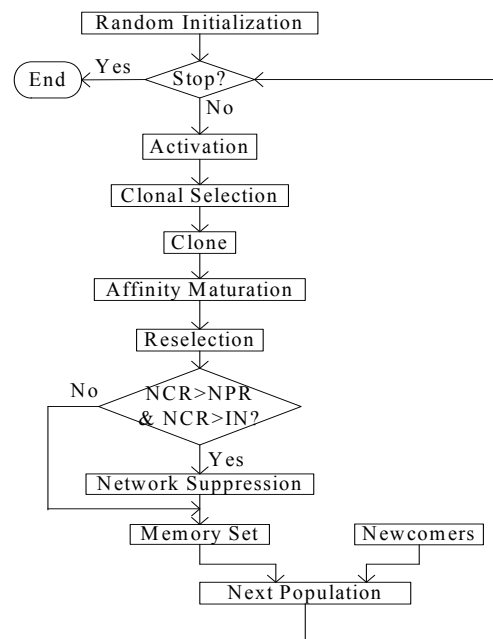 Random Initialization
Yes
End
Stop?
No
Activation
Clonal Selection
Clone
Affinity Maturation
Reselection
No
NCR>NPR
& NCR>IN?
Yes
Network Suppression
Memory Set
Newcomers
Next Population